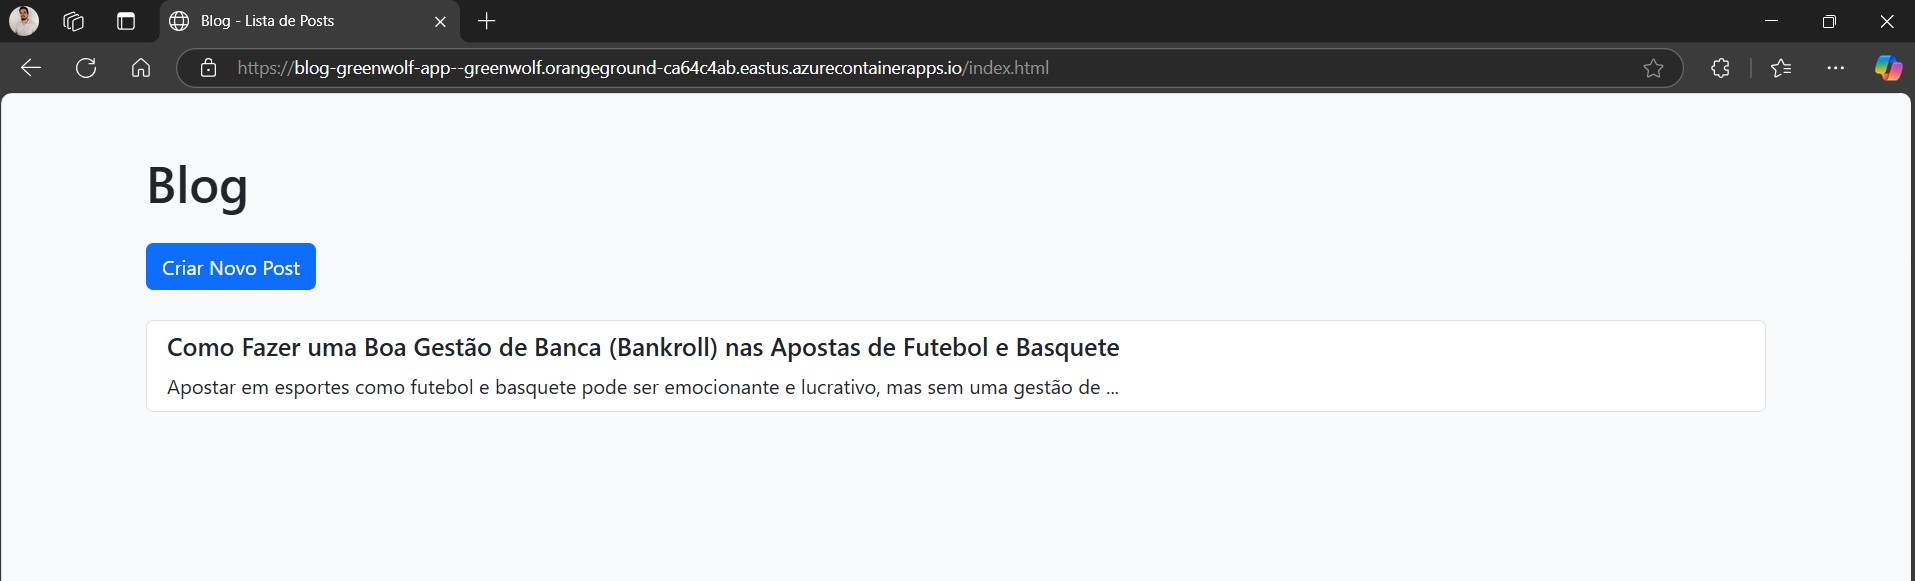 Blog - Lista de Posts
https://blog-greenwolf-app--greenwolf.orangeground-ca64c4ab.eastus.azurecontainerapps.io/index.html
Blog
Criar Novo Post
Como Fazer uma Boa Gestão de Banca (Bankroll) nas Apostas de Futebol e Basquete
Apostar em esportes como futebol e basquete pode ser emocionante e lucrativo, mas sem uma gestão de ...